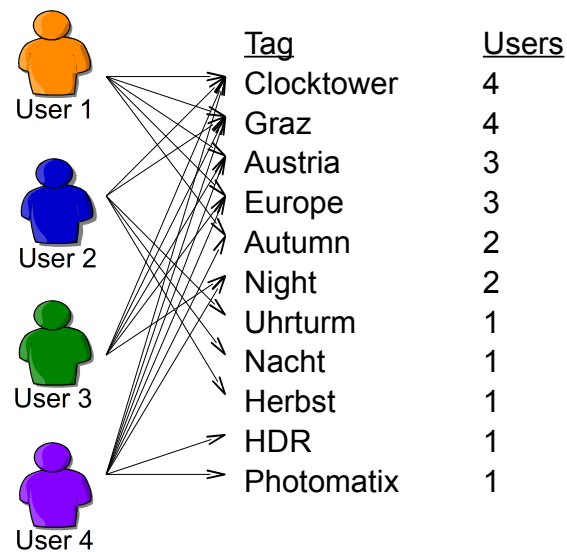 Tag Users
Clocktower 4
User 1
Graz 4
Austria 3
Europe 3
Autumn 2
User 2
Night 2
Uhrturm 1
Nacht 1
User 3
Herbst 1
HDR 1
Photomatix 1
User 4